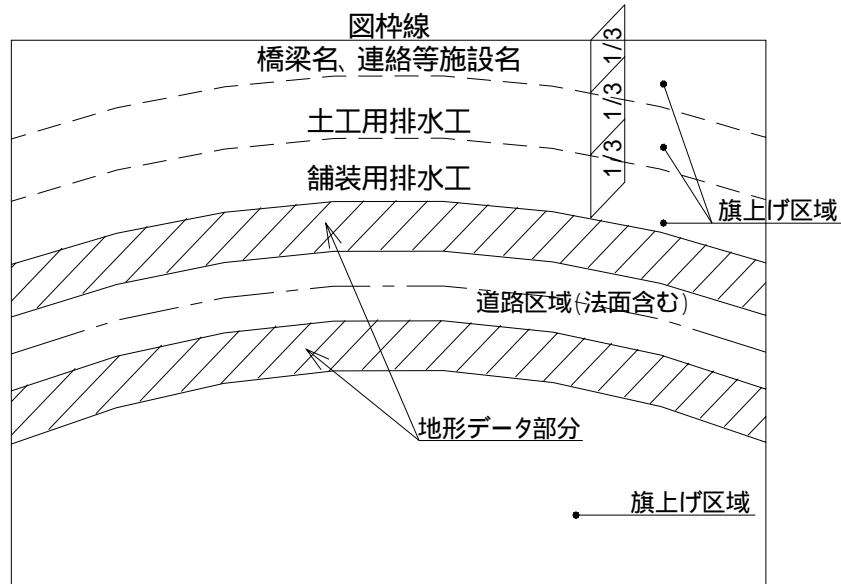 図枠線
橋梁名、連絡等施設名
1/3
1/3
土工用排水工
1/3
舗装用排水工
旗上げ区域
道路区域(法面含む)
地形データ部分
旗上げ区域